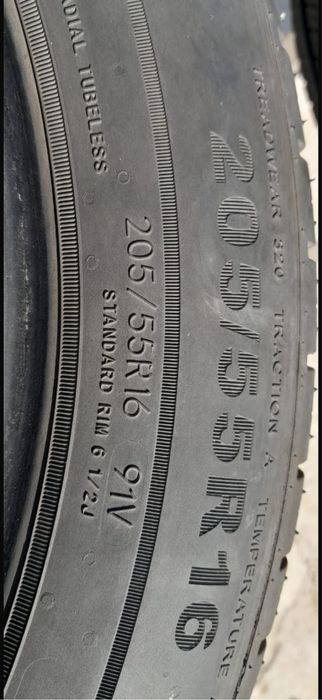 TREADWEAR 320 TRACTION A TEMPERATURE
205/55R16
205/55R16 91V
STANDARD RIM 6 1/2J
RADIAL TUBELESS